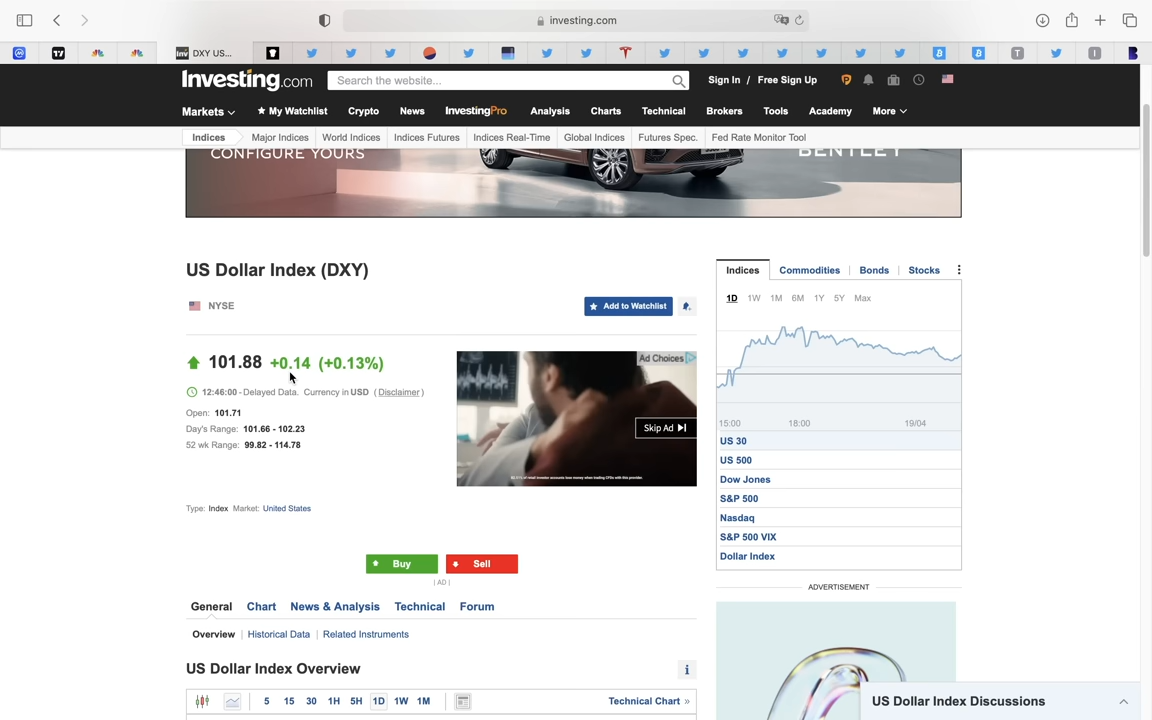 investing.com
DXY US...
Investing.com
Search the website...
Sign In / Free Sign Up
Markets
My Watchlist
Crypto
News
InvestingPro
Analysis
Charts
Technical
Brokers
Tools
Academy
More
Indices
Major Indices
World Indices
Indices Futures
Indices Real-Time
Global Indices
Futures Spec.
Fed Rate Monitor Tool
CONFIGURE YOURS
BENTLEY
US Dollar Index (DXY)
NYSE
Add to Watchlist
101.88 +0.14 (+0.13%)
12:46:00 - Delayed Data. Currency in USD ( Disclaimer )
Open: 101.71
Day's Range: 101.66 - 102.23
52 wk Range: 99.82 - 114.78
Ad Choices
Skip Ad
Type: Index Market: United States
Buy
Sell
| AD |
General
Chart
News & Analysis
Technical
Forum
Overview
Historical Data
Related Instruments
US Dollar Index Overview
5 15 30 1H 5H 1D 1W 1M
Technical Chart »
Indices
Commodities
Bonds
Stocks
1D 1W 1M 6M 1Y 5Y Max
15:00 18:00 19/04
US 30
US 500
Dow Jones
S&P 500
Nasdaq
S&P 500 VIX
Dollar Index
ADVERTISEMENT
US Dollar Index Discussions